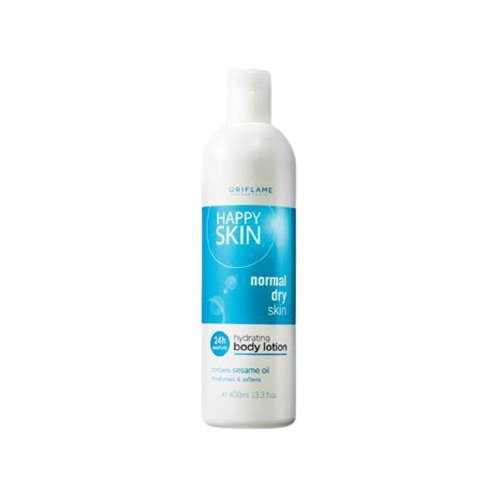 ORIFLAME
HAPPY
SKIN
normal
dry
skin
24h
hydrating
body lotion
contains sesame oil
moisturises & softens
e 400ml 13.3 fl.oz.